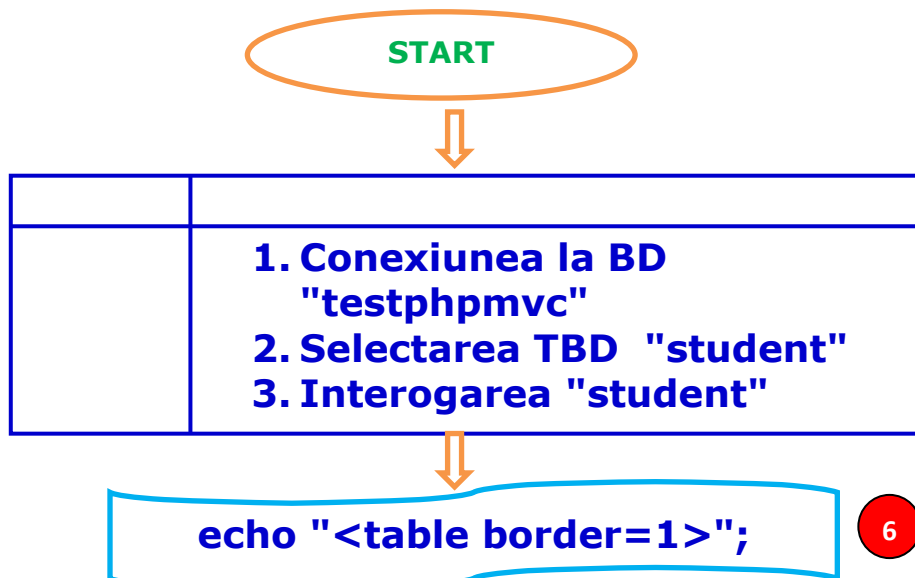 START
1. Conexiunea la BD
"testphpmvc"
2. Selectarea TBD "student"
3. Interogarea "student"
echo "<table border=1>";
6